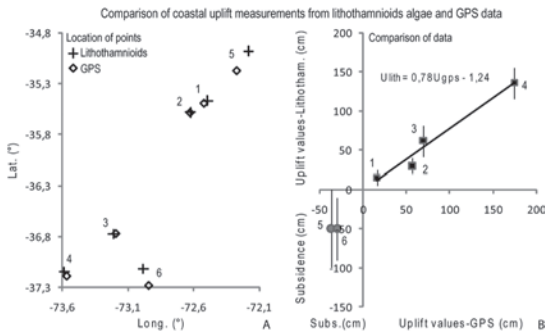 Comparison of coastal uplift measurements from lithothamnioids algae and GPS data
-34,8
-35,3
-35,8
-36,3
-36,8
-37,3
Lat. (°)
Location of points
Lithothamnioids
GPS
5
1
2
3
4
6
-73,6
-73,1
-72,6
-72,1
Long. (°)
A
200
150
100
50
0
-50
-100
-150
Uplift values-Lithotham. (cm)
Subsidence (cm)
Comparison of data
Ulith= 0,78Ugps - 1,24
4
3
2
1
5
6
-50
0
50
100
150
200
Subs.(cm)
Uplift values-GPS (cm)
B